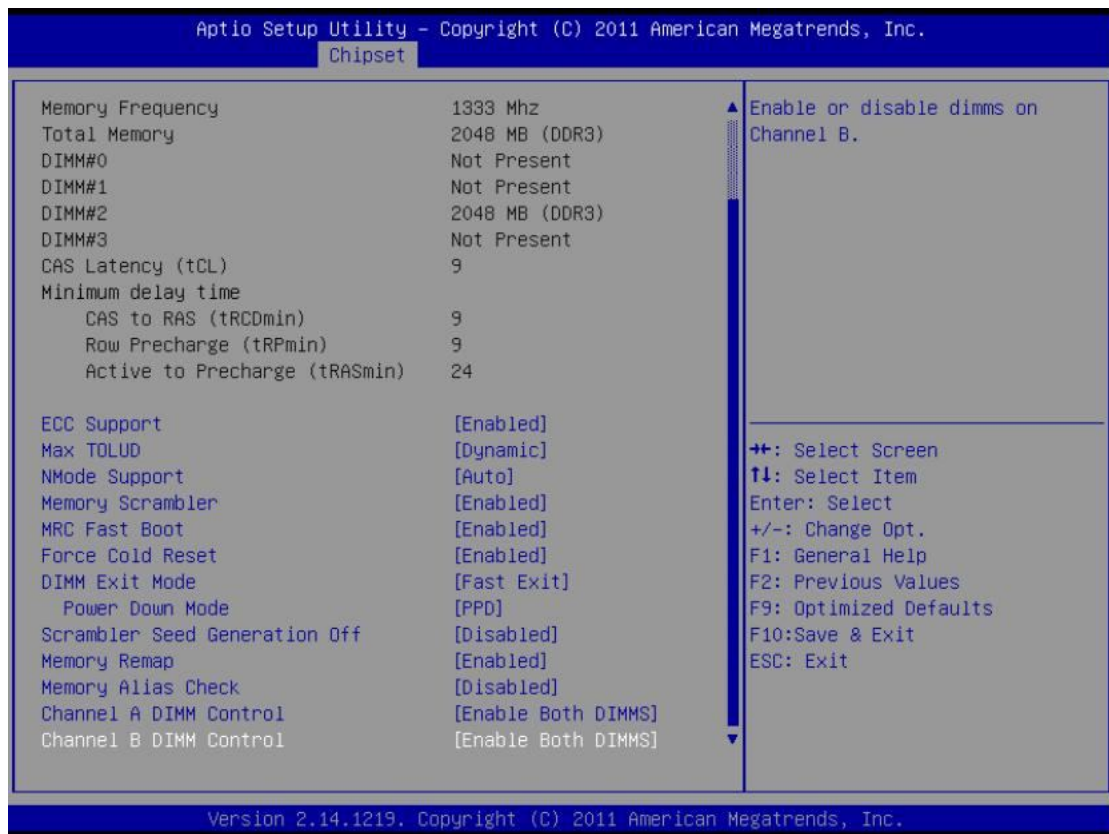 Aptio Setup Utility – Copyright (C) 2011 American Megatrends, Inc.
Chipset
Memory Frequency 1333 Mhz
Total Memory 2048 MB (DDR3)
DIMM#0 Not Present
DIMM#1 Not Present
DIMM#2 2048 MB (DDR3)
DIMM#3 Not Present
CAS Latency (tCL) 9
Minimum delay time
CAS to RAS (tRCDmin) 9
Row Precharge (tRPmin) 9
Active to Precharge (tRASmin) 24
ECC Support [Enabled]
Max TOLUD [Dynamic]
NMode Support [Auto]
Memory Scrambler [Enabled]
MRC Fast Boot [Enabled]
Force Cold Reset [Enabled]
DIMM Exit Mode [Fast Exit]
Power Down Mode [PPD]
Scrambler Seed Generation Off [Disabled]
Memory Remap [Enabled]
Memory Alias Check [Disabled]
Channel A DIMM Control [Enable Both DIMMS]
Channel B DIMM Control [Enable Both DIMMS]
Enable or disable dimms on
Channel B.
→←: Select Screen
↑↓: Select Item
Enter: Select
+/-: Change Opt.
F1: General Help
F2: Previous Values
F9: Optimized Defaults
F10:Save & Exit
ESC: Exit
Version 2.14.1219. Copyright (C) 2011 American Megatrends, Inc.